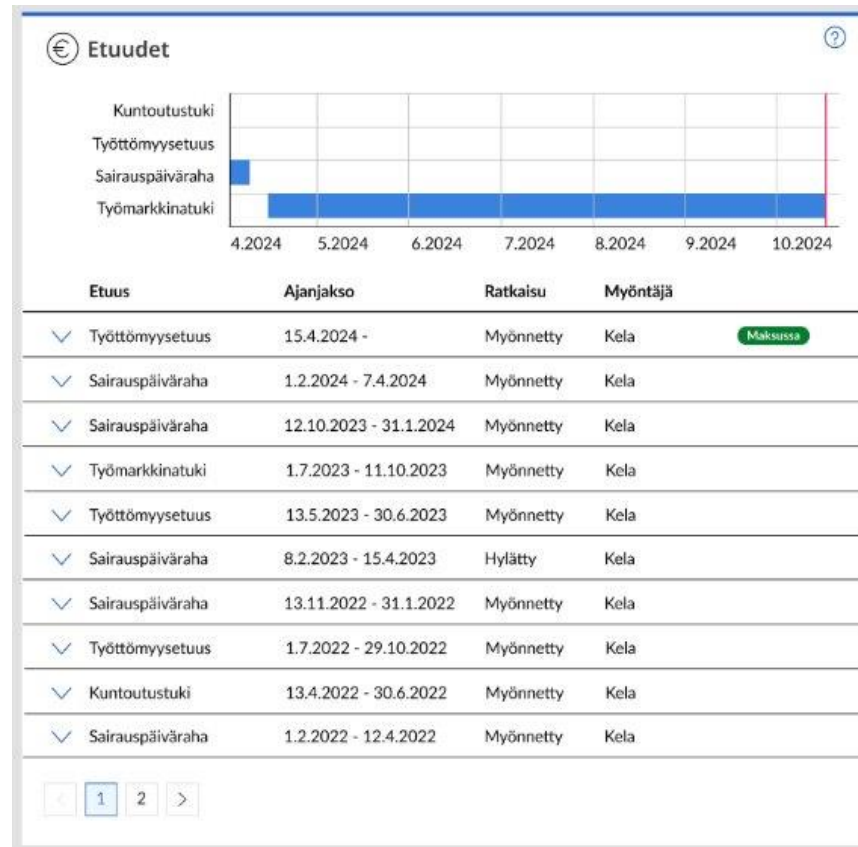 € Etuudet ?
Kuntoutustuki
Työttömyysetuus
Sairauspäiväraha
Työmarkkinatuki
4.2024 5.2024 6.2024 7.2024 8.2024 9.2024 10.2024
Etuus Ajanjakso Ratkaisu Myöntäjä
Työttömyysetuus 15.4.2024 - Myönnetty Kela Maksussa
Sairauspäiväraha 1.2.2024 - 7.4.2024 Myönnetty Kela
Sairauspäiväraha 12.10.2023 - 31.1.2024 Myönnetty Kela
Työmarkkinatuki 1.7.2023 - 11.10.2023 Myönnetty Kela
Työttömyysetuus 13.5.2023 - 30.6.2023 Myönnetty Kela
Sairauspäiväraha 8.2.2023 - 15.4.2023 Hylätty Kela
Sairauspäiväraha 13.11.2022 - 31.1.2022 Myönnetty Kela
Työttömyysetuus 1.7.2022 - 29.10.2022 Myönnetty Kela
Kuntoutustuki 13.4.2022 - 30.6.2022 Myönnetty Kela
Sairauspäiväraha 1.2.2022 - 12.4.2022 Myönnetty Kela
< 1 2 >